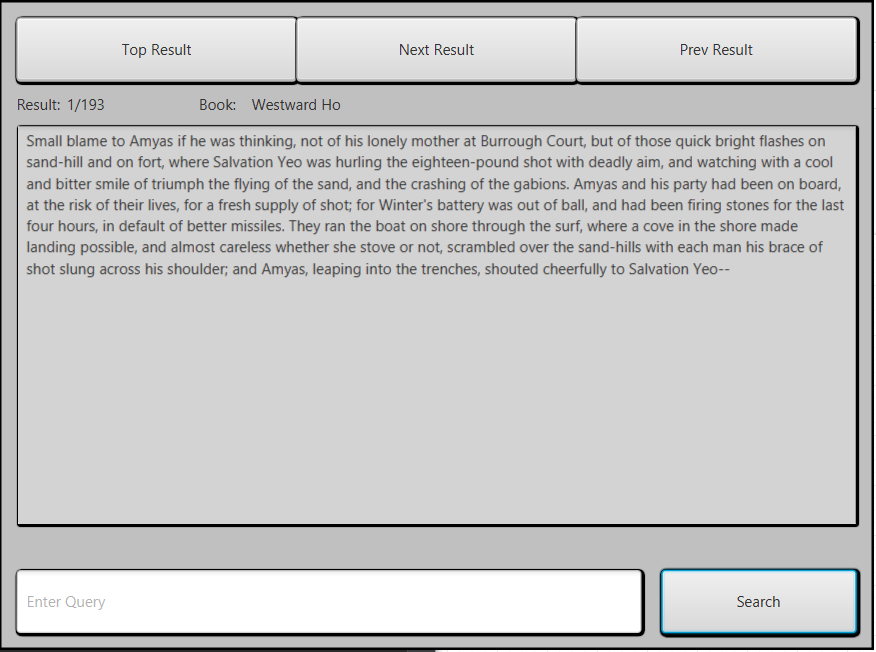 Top Result Next Result Prev Result
Result: 1/193 Book: Westward Ho
Small blame to Amyas if he was thinking, not of his lonely mother at Burrough Court, but of those quick bright flashes on
sand-hill and on fort, where Salvation Yeo was hurling the eighteen-pound shot with deadly aim, and watching with a cool
and bitter smile of triumph the flying of the sand, and the crashing of the gabions. Amyas and his party had been on board,
at the risk of their lives, for a fresh supply of shot; for Winter's battery was out of ball, and had been firing stones for the last
four hours, in default of better missiles. They ran the boat on shore through the surf, where a cove in the shore made
landing possible, and almost careless whether she stove or not, scrambled over the sand-hills with each man his brace of
shot slung across his shoulder; and Amyas, leaping into the trenches, shouted cheerfully to Salvation Yeo--
Enter Query Search